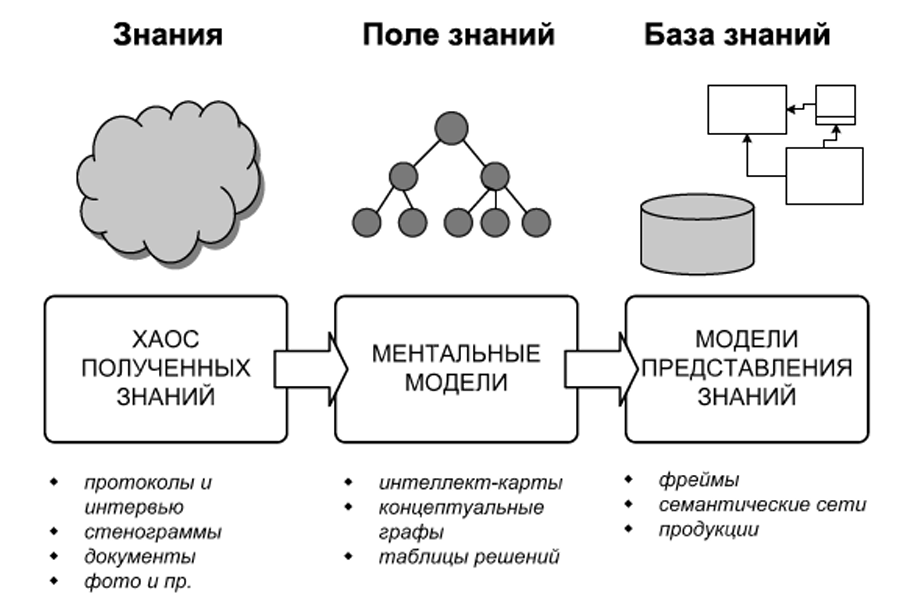 Знания
Поле знаний
База знаний
ХАОС
ПОЛУЧЕННЫХ
ЗНАНИЙ
МЕНТАЛЬНЫЕ
МОДЕЛИ
МОДЕЛИ
ПРЕДСТАВЛЕНИЯ
ЗНАНИЙ
протоколы и
интервью
стенограммы
документы
фото и пр.
интеллект-карты
концептуальные
графы
таблицы решений
фреймы
семантические сети
продукции